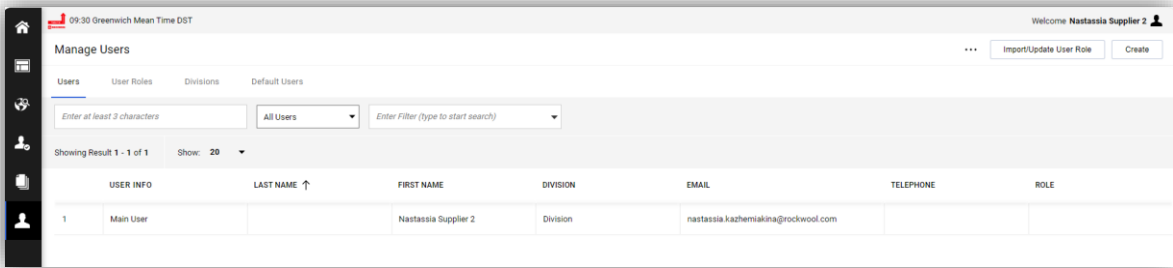 09:30 Greenwich Mean Time DST
Welcome Nastassia Supplier 2
Manage Users
... Import/Update User Role Create
Users User Roles Divisions Default Users
Enter at least 3 characters All Users Enter Filter (type to start search)
Showing Result 1 - 1 of 1 Show: 20
USER INFO LAST NAME ↑ FIRST NAME DIVISION EMAIL TELEPHONE ROLE
1 Main User Nastassia Supplier 2 Division nastassia.kazhemiakina@rockwool.com